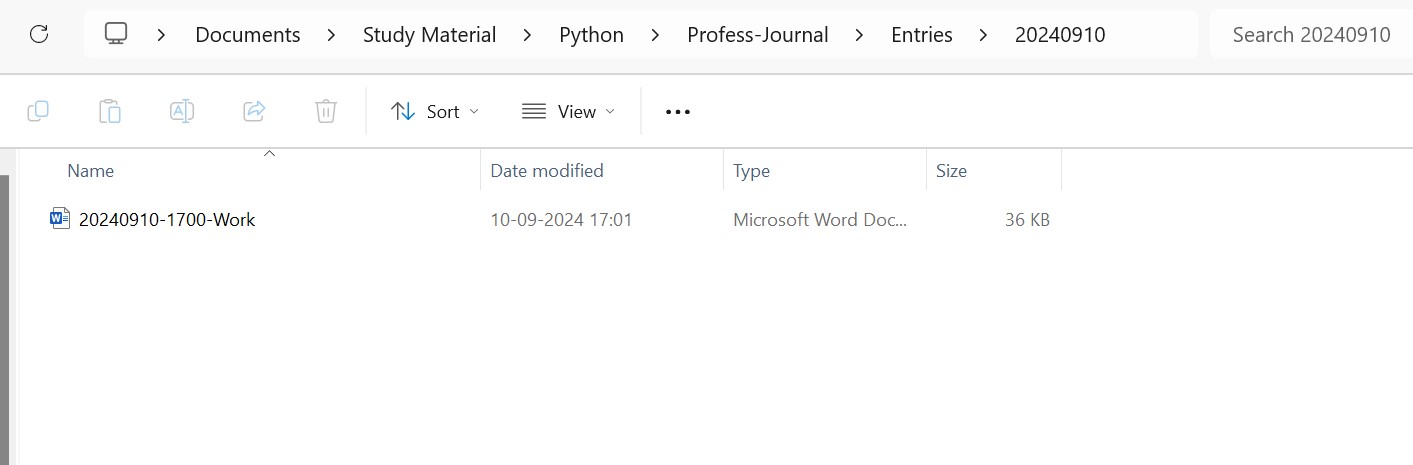 Documents > Study Material > Python > Profess-Journal > Entries > 20240910 Search 20240910
Sort View
Name Date modified Type Size
20240910-1700-Work 10-09-2024 17:01 Microsoft Word Doc... 36 KB